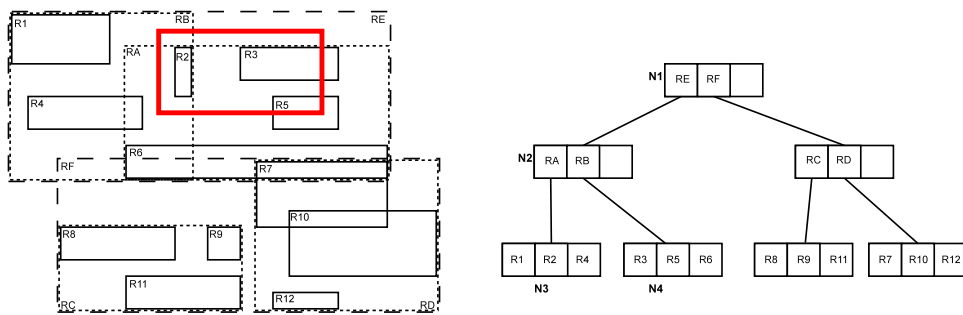 R1
RB
RE
RA
R2
R3
R4
R5
R6
RF
R7
R10
R8
R9
R11
R12
RC
RD
N1
RE RF
N2
RA RB
RC RD
R1 R2 R4
R3 R5 R6
R8 R9 R11
R7 R10 R12
N3
N4